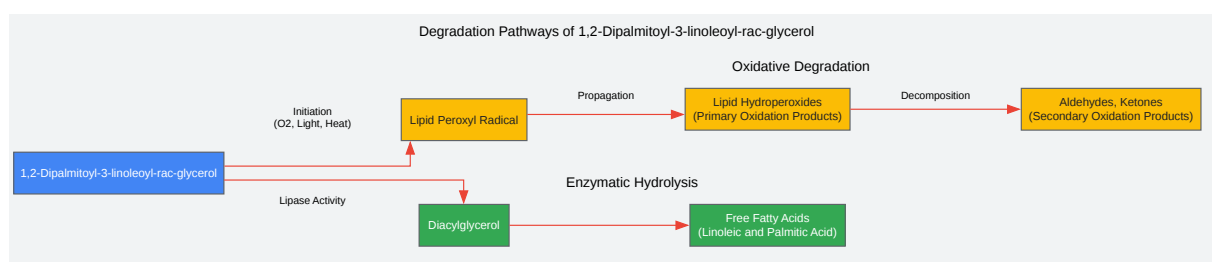 Degradation Pathways of 1,2-Dipalmitoyl-3-linoleoyl-rac-glycerol
Oxidative Degradation
Initiation
(O2, Light, Heat)
Lipid Peroxyl Radical
Propagation
Lipid Hydroperoxides
(Primary Oxidation Products)
Decomposition
Aldehydes, Ketones
(Secondary Oxidation Products)
1,2-Dipalmitoyl-3-linoleoyl-rac-glycerol
Enzymatic Hydrolysis
Lipase Activity
Diacylglycerol
Free Fatty Acids
(Linoleic and Palmitic Acid)